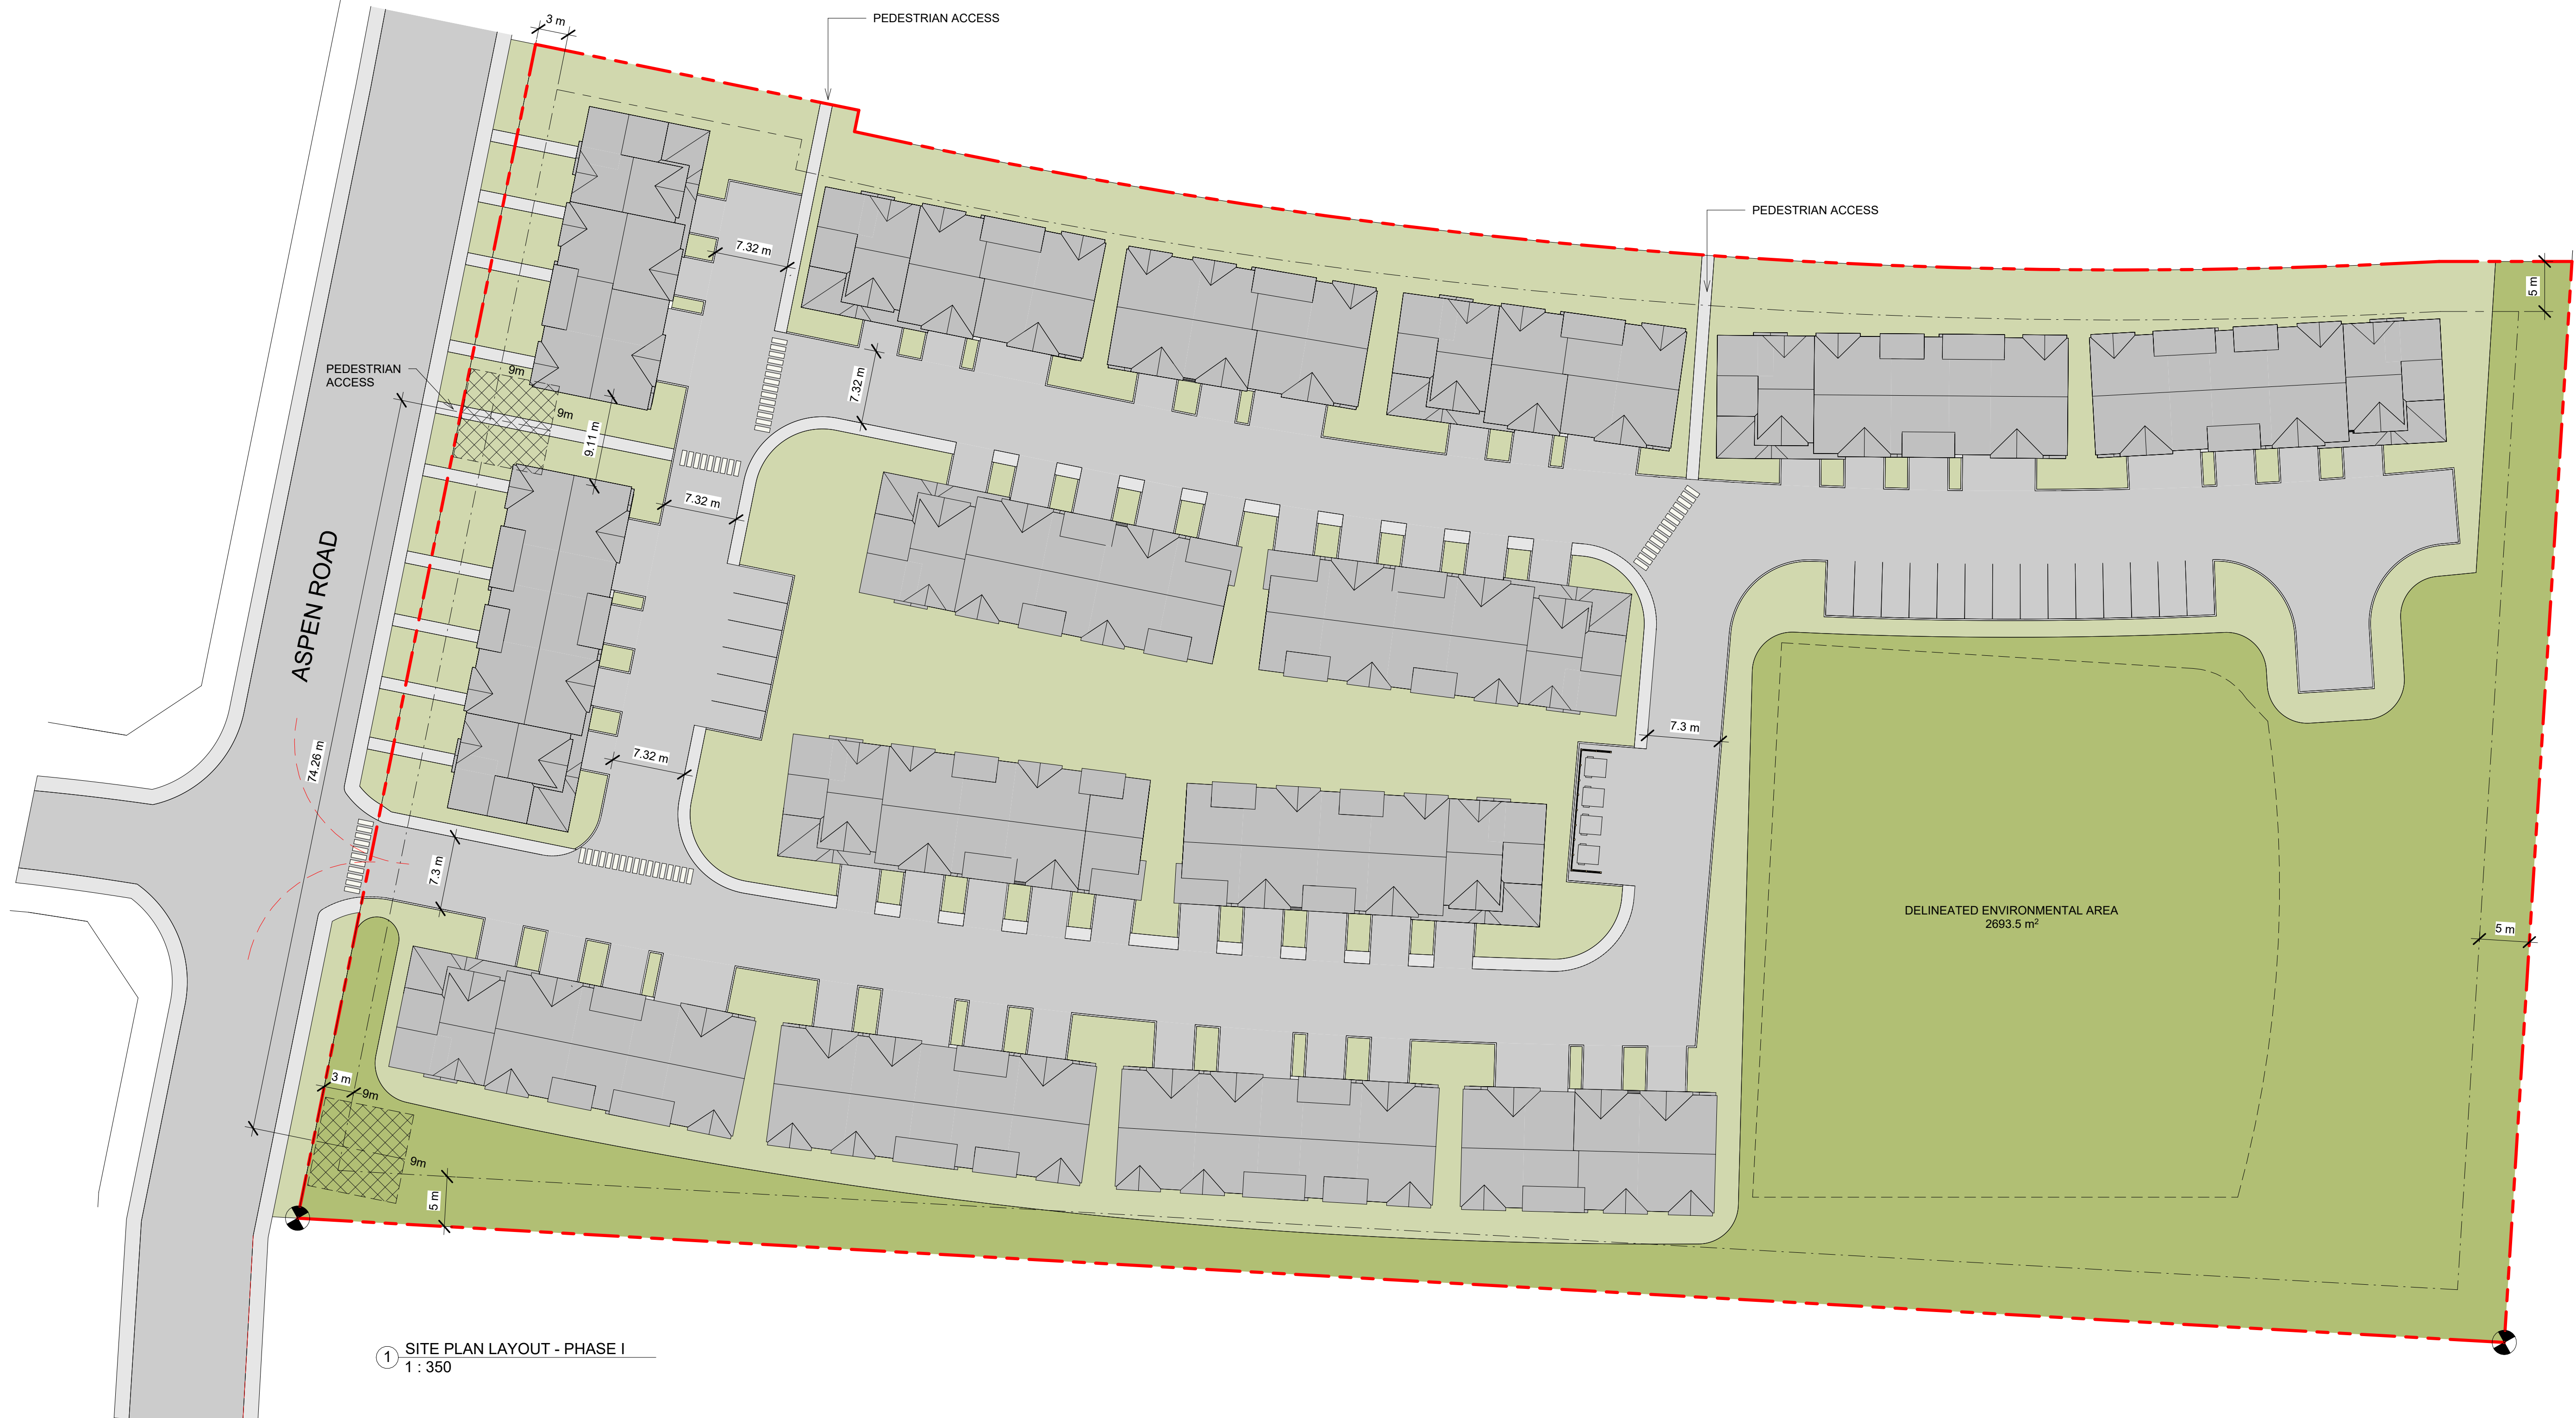 3 m
PEDESTRIAN ACCESS
PEDESTRIAN ACCESS
7.32 m
5 m
7.32 m
PEDESTRIAN
ACCESS
9m
9m
9.11 m
7.32 m
ASPEN ROAD
74.26 m
7.32 m
7.3 m
7.3 m
DELINEATED ENVIRONMENTAL AREA
2693.5 m²
5 m
3 m
9m
9m
5 m
1
SITE PLAN LAYOUT - PHASE I
1 : 350